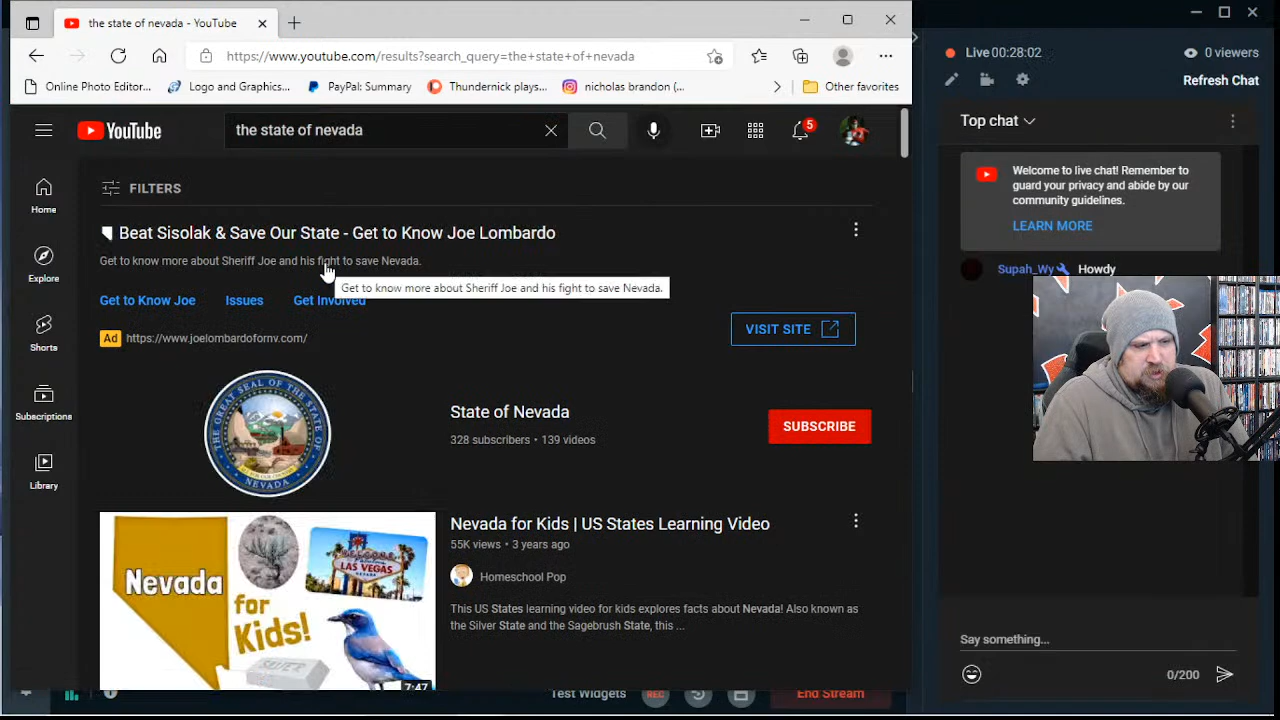 the state of nevada - YouTube
https://www.youtube.com/results?search_query=the+state+of+nevada
Online Photo Editor...
Logo and Graphics...
PayPal: Summary
Thundernick plays...
nicholas brandon (...
Other favorites
YouTube
the state of nevada
5
FILTERS
Home
Explore
Shorts
Subscriptions
Library
Beat Sisolak & Save Our State - Get to Know Joe Lombardo
Get to know more about Sheriff Joe and his fight to save Nevada.
Get to know more about Sheriff Joe and his fight to save Nevada.
Get to Know Joe
Issues
Get Involved
Ad
https://www.joelombardofornv.com/
VISIT SITE
THE GREAT SEAL OF THE STATE OF
NEVADA
State of Nevada
328 subscribers • 139 videos
SUBSCRIBE
Nevada
for
Kids!
WELCOME
LAS VEGAS
NEVADA
SILVER
7:47
Nevada for Kids | US States Learning Video
55K views • 3 years ago
Homeschool Pop
This US States learning video for kids explores facts about Nevada! Also known as
the Silver State and the Sagebrush State, this ...
Test Widgets
REC
End Stream
Live 00:28:02
0 viewers
Refresh Chat
Top chat
Welcome to live chat! Remember to
guard your privacy and abide by our
community guidelines.
LEARN MORE
Supah_Wy Howdy
Say something...
0/200